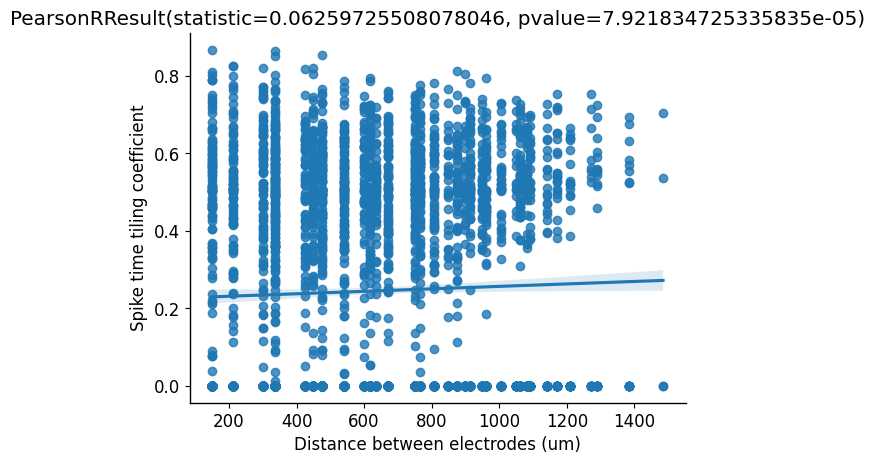 PearsonRResult(statistic=0.06259725508078046, pvalue=7.921834725335835e-05)
0.8
0.6
0.4
0.2
0.0
Spike time tiling coefficient
200 400 600 800 1000 1200 1400
Distance between electrodes (um)